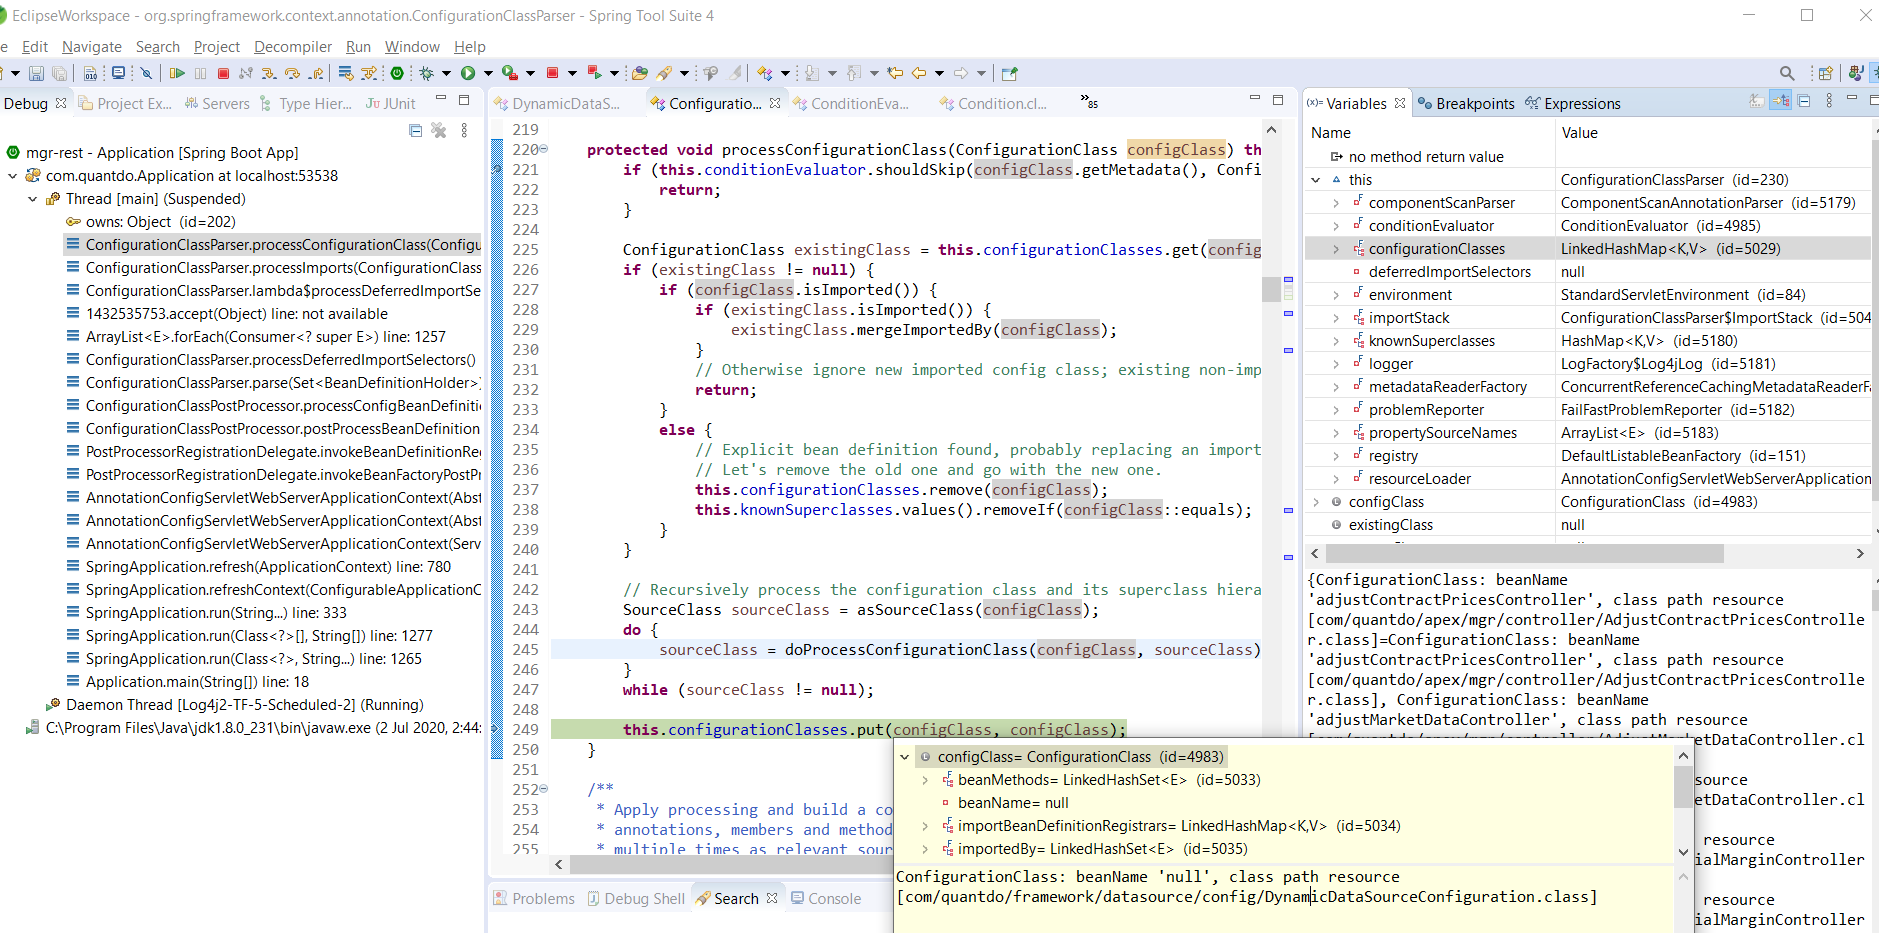 EclipseWorkspace - org.springframework.context.annotation.ConfigurationClassParser - Spring Tool Suite 4
e Edit Navigate Search Project Decompiler Run Window Help
Debug Project Ex... Servers Type Hier... JUnit
mgr-rest - Application [Spring Boot App]
com.quantdo.Application at localhost:53538
Thread [main] (Suspended)
owns: Object (id=202)
ConfigurationClassParser.processConfigurationClass(Configu
ConfigurationClassParser.processImports(ConfigurationClass
ConfigurationClassParser.lambda$processDeferredImportSe
1432535753.accept(Object) line: not available
ArrayList<E>.forEach(Consumer<? super E>) line: 1257
ConfigurationClassParser.processDeferredImportSelectors()
ConfigurationClassParser.parse(Set<BeanDefinitionHolder>)
ConfigurationClassPostProcessor.processConfigBeanDefiniti
ConfigurationClassPostProcessor.postProcessBeanDefinition
PostProcessorRegistrationDelegate.invokeBeanDefinitionRe
PostProcessorRegistrationDelegate.invokeBeanFactoryPostP
AnnotationConfigServletWebServerApplicationContext(Abst
AnnotationConfigServletWebServerApplicationContext(Abst
AnnotationConfigServletWebServerApplicationContext(Serv
SpringApplication.refresh(ApplicationContext) line: 780
SpringApplication.refreshContext(ConfigurableApplicationC
SpringApplication.run(String...) line: 333
SpringApplication.run(Class<?>[], String[]) line: 1277
SpringApplication.run(Class<?>, String...) line: 1265
Application.main(String[]) line: 18
Daemon Thread [Log4j2-TF-5-Scheduled-2] (Running)
C:\Program Files\Java\jdk1.8.0_231\bin\javaw.exe (2 Jul 2020, 2:44:
DynamicDataS... Configuratio... ConditionEva... Condition.cl... »85
219
220 protected void processConfigurationClass(ConfigurationClass configClass) th
221 if (this.conditionEvaluator.shouldSkip(configClass.getMetadata(), Confi
222 return;
223 }
224
225 ConfigurationClass existingClass = this.configurationClasses.get(config
226 if (existingClass != null) {
227 if (configClass.isImported()) {
228 if (existingClass.isImported()) {
229 existingClass.mergeImportedBy(configClass);
230 }
231 // Otherwise ignore new imported config class; existing non-imp
232 return;
233 }
234 else {
235 // Explicit bean definition found, probably replacing an import
236 // Let's remove the old one and go with the new one.
237 this.configurationClasses.remove(configClass);
238 this.knownSuperclasses.values().removeIf(configClass::equals);
239 }
240 }
241
242 // Recursively process the configuration class and its superclass hiera
243 SourceClass sourceClass = asSourceClass(configClass);
244 do {
245 sourceClass = doProcessConfigurationClass(configClass, sourceClass)
246 }
247 while (sourceClass != null);
248
249 this.configurationClasses.put(configClass, configClass);
250 }
251
252 /**
253 * Apply processing and build a co
254 * annotations, members and method
255 * multiple times as relevant sour
configClass= ConfigurationClass (id=4983)
beanMethods= LinkedHashSet<E> (id=5033)
beanName= null
importBeanDefinitionRegistrars= LinkedHashMap<K,V> (id=5034)
importedBy= LinkedHashSet<E> (id=5035)
ConfigurationClass: beanName 'null', class path resource
[com/quantdo/framework/datasource/config/DynamicDataSourceConfiguration.class]
Problems Debug Shell Search Console
Variables Breakpoints Expressions
Name Value
no method return value
this ConfigurationClassParser (id=230)
componentScanParser ComponentScanAnnotationParser (id=5179)
conditionEvaluator ConditionEvaluator (id=4985)
configurationClasses LinkedHashMap<K,V> (id=5029)
deferredImportSelectors null
environment StandardServletEnvironment (id=84)
importStack ConfigurationClassParser$ImportStack (id=504
knownSuperclasses HashMap<K,V> (id=5180)
logger LogFactory$Log4jLog (id=5181)
metadataReaderFactory ConcurrentReferenceCachingMetadataReaderFa
problemReporter FailFastProblemReporter (id=5182)
propertySourceNames ArrayList<E> (id=5183)
registry DefaultListableBeanFactory (id=151)
resourceLoader AnnotationConfigServletWebServerApplication
configClass ConfigurationClass (id=4983)
existingClass null
{ConfigurationClass: beanName
'adjustContractPricesController', class path resource
[com/quantdo/apex/mgr/controller/AdjustContractPricesControlle
r.class]=ConfigurationClass: beanName
'adjustContractPricesController', class path resource
[com/quantdo/apex/mgr/controller/AdjustContractPricesControlle
r.class], ConfigurationClass: beanName
'adjustMarketDataController', class path resource
[com/quantdo/apex/mgr/controller/AdjustMarketDataController.cl
source
ketDataController.cl
resource
ialMarginController
resource
ialMarginController